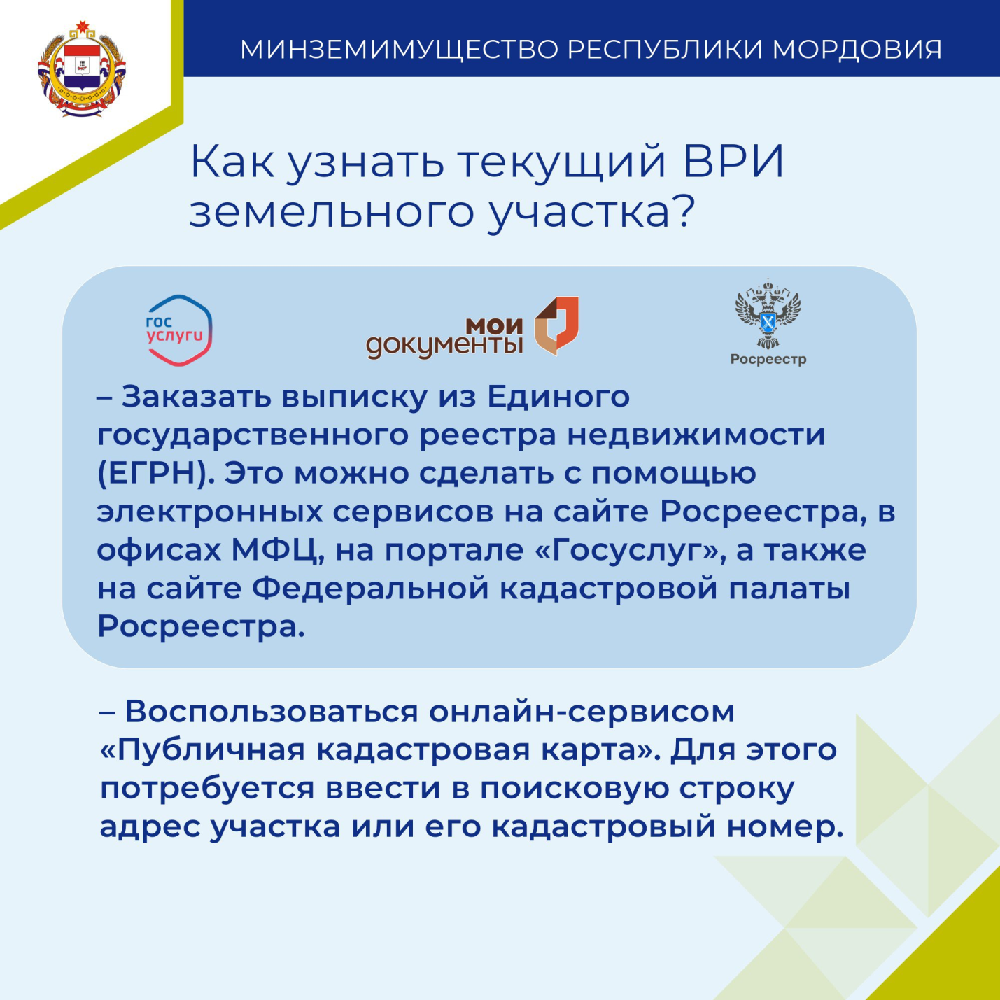 МИНЗЕМИМУЩЕСТВО РЕСПУБЛИКИ МОРДОВИЯ
Как узнать текущий ВРИ
земельного участка?
гос
услуги
мои
документы
Росреестр
– Заказать выписку из Единого
государственного реестра недвижимости
(ЕГРН). Это можно сделать с помощью
электронных сервисов на сайте Росреестра, в
офисах МФЦ, на портале «Госуслуг», а также
на сайте Федеральной кадастровой палаты
Росреестра.
– Воспользоваться онлайн-сервисом
«Публичная кадастровая карта». Для этого
потребуется ввести в поисковую строку
адрес участка или его кадастровый номер.